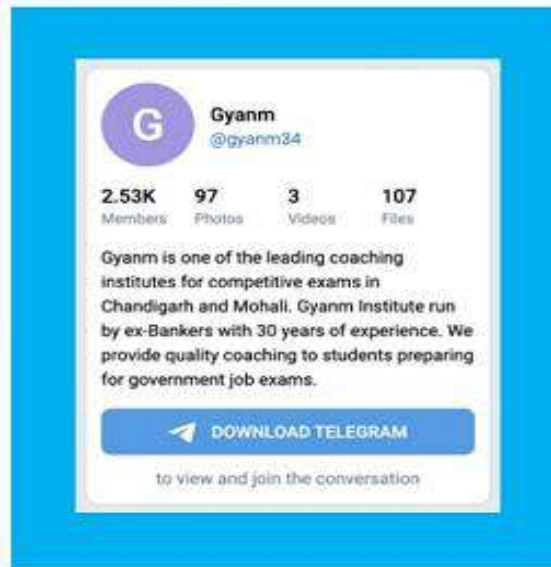 G
Gyanm
@gyanm34
2.53K 97 3 107
Members Photos Videos Files
Gyanm is one of the leading coaching
institutes for competitive exams in
Chandigarh and Mohali. Gyanm Institute run
by ex-Bankers with 30 years of experience. We
provide quality coaching to students preparing
for government job exams.
DOWNLOAD TELEGRAM
to view and join the conversation